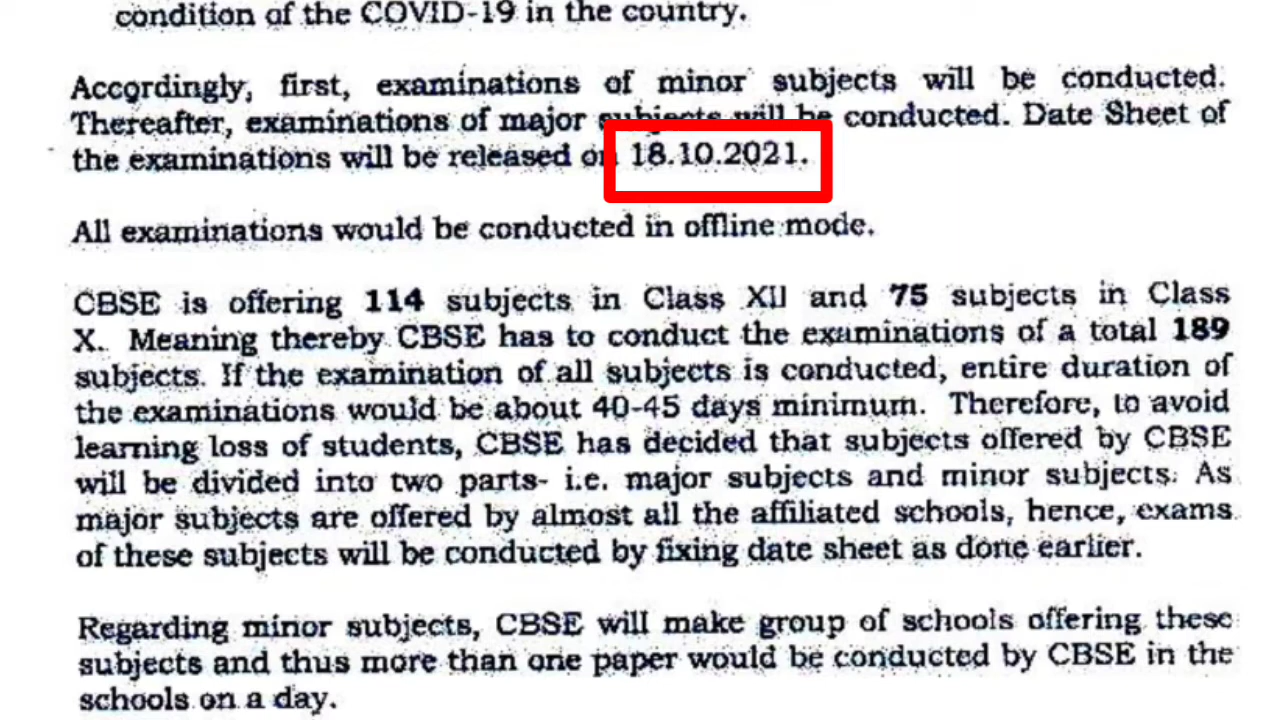 condition of the COVID-19 in the country.
Accordingly, first, examinations of minor subjects will be conducted.
Thereafter, examinations of major subjects will be conducted. Date Sheet of
the examinations will be released on 18.10.2021.
All examinations would be conducted in offline mode.
CBSE is offering 114 subjects in Class XII and 75 subjects in Class
X. Meaning thereby CBSE has to conduct the examinations of a total 189
subjects. If the examination of all subjects is conducted, entire duration of
the examinations would be about 40-45 days minimum. Therefore, to avoid
learning loss of students, CBSE has decided that subjects offered by CBSE
will be divided into two parts- i.e. major subjects and minor subjects. As
major subjects are offered by almost all the affiliated schools, hence, exams
of these subjects will be conducted by fixing date sheet as done earlier.
Regarding minor subjects, CBSE will make group of schools offering these
subjects and thus more than one paper would be conducted by CBSE in the
schools on a day.